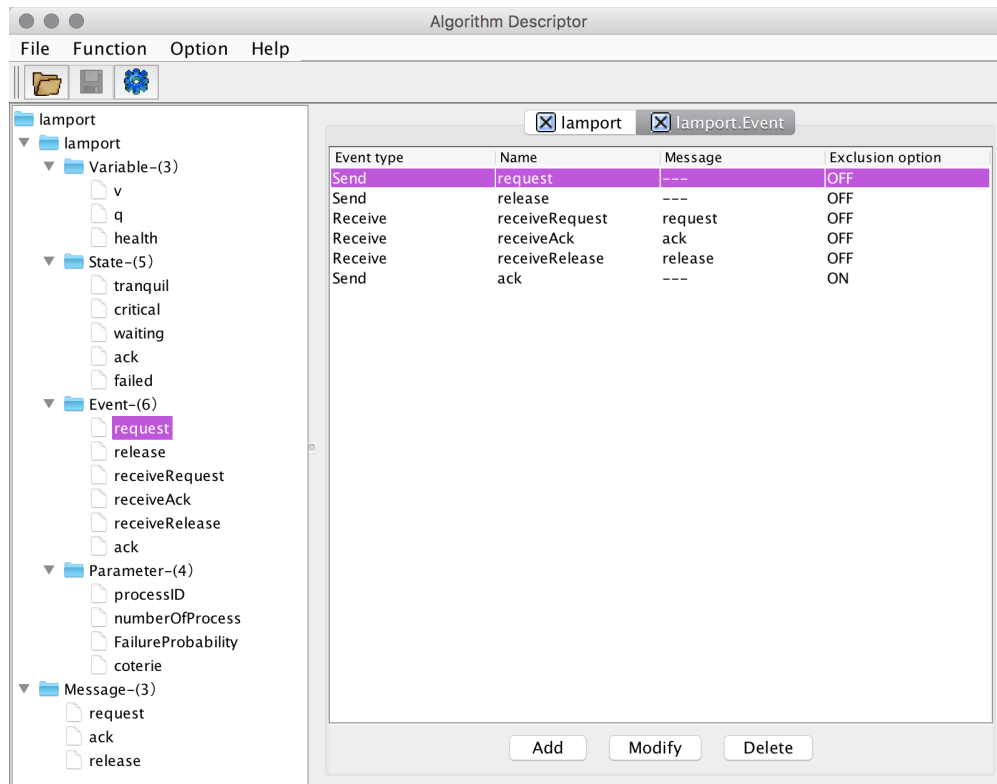 Algorithm Descriptor
File Function Option Help
lamport
lamport
Variable-(3)
v
q
health
State-(5)
tranquil
critical
waiting
ack
failed
Event-(6)
request
release
receiveRequest
receiveAck
receiveRelease
ack
Parameter-(4)
processID
numberOfProcess
FailureProbability
coterie
Message-(3)
request
ack
release
lamport lamport.Event
Event type Name Message Exclusion option
Send request --- OFF
Send release --- OFF
Receive receiveRequest request OFF
Receive receiveAck ack OFF
Receive receiveRelease release OFF
Send ack --- ON
Add Modify Delete